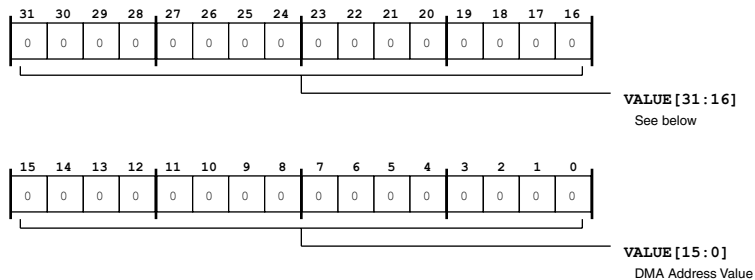 31 30 29 28 27 26 25 24 23 22 21 20 19 18 17 16
0 0 0 0 0 0 0 0 0 0 0 0 0 0 0 0
VALUE[31:16]
See below
15 14 13 12 11 10 9 8 7 6 5 4 3 2 1 0
0 0 0 0 0 0 0 0 0 0 0 0 0 0 0 0
VALUE[15:0]
DMA Address Value